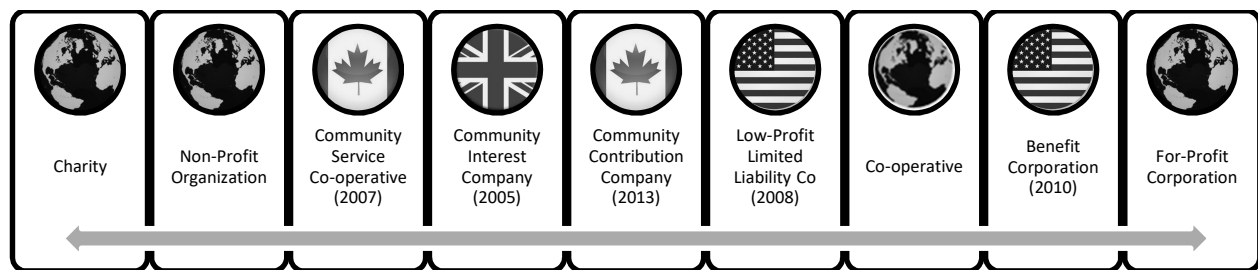 Charity
Non-Profit
Organization
Community
Service
Co-operative
(2007)
Community
Interest
Company
(2005)
Community
Contribution
Company
(2013)
Low-Profit
Limited
Liability Co
(2008)
Co-operative
Benefit
Corporation
(2010)
For-Profit
Corporation